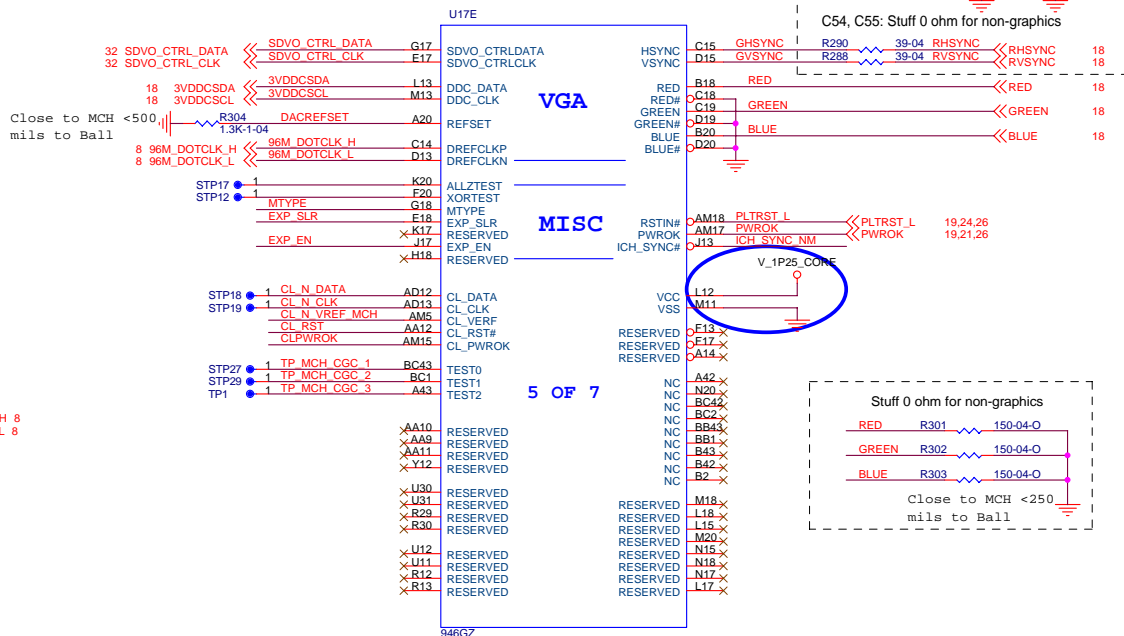 U17E
C54, C55: Stuff 0 ohm for non-graphics
32 SDVO_CTRL_DATA SDVO_CTRL_DATA G17 SDVO_CTRLDATA HSYNC C15 GHSYNC R290 39-04 RHSYNC RHSYNC 18
32 SDVO_CTRL_CLK SDVO_CTRL_CLK E17 SDVO_CTRLCLK VSYNC D15 GVSYNC R288 39-04 RVSYNC RVSYNC 18
18 3VDDCSDA 3VDDCSDA L13 DDC_DATA RED B18 RED RED 18
18 3VDDCSCL 3VDDCSCL M13 DDC_CLK VGA RED# C18
Close to MCH <500 mils to Ball
R304 1.3K-1-04 DACREFSET A20 REFSET
GREEN C19 GREEN GREEN 18
GREEN# D19
BLUE B20 BLUE BLUE 18
8 96M_DOTCLK_H 96M_DOTCLK_H C14 DREFCLKP BLUE# D20
8 96M_DOTCLK_L 96M_DOTCLK_L D13 DREFCLKN
STP17 1 K20 ALLZTEST
STP12 1 F20 XORTEST
MTYPE G18 MTYPE
EXP_SLR E18 EXP_SLR MISC RSTIN# AM18 PLTRST_L PLTRST_L 19,24,26
K17 RESERVED PWROK AM17 PWROK PWROK 19,21,26
EXP_EN J17 EXP_EN ICH_SYNC# J13 ICH_SYNC_NM
H18 RESERVED
V_1P25_CORE
STP18 1 CL_N_DATA AD12 CL_DATA VCC L12
STP19 1 CL_N_CLK AD13 CL_CLK VSS M11
CL_N_VREF_MCH AM5 CL_VERF
CL_RST AA12 CL_RST# RESERVED F13
CLPWROK AM15 CL_PWROK RESERVED F17
RESERVED A14
STP27 1 TP_MCH_CGC_1 BC43 TEST0
STP29 1 TP_MCH_CGC_2 BC1 TEST1 NC A42
TP1 1 TP_MCH_CGC_3 A43 TEST2 5 OF 7 NC N20
NC BC42
NC BC2
H 8
L 8
AA10 RESERVED NC BB43
AA9 RESERVED NC BB1
AA11 RESERVED NC B43
Y12 RESERVED NC B42
NC B2
U30 RESERVED
U31 RESERVED RESERVED M18
R29 RESERVED RESERVED L18
R30 RESERVED RESERVED L15
RESERVED M20
U12 RESERVED RESERVED N15
U11 RESERVED RESERVED N18
R12 RESERVED RESERVED N17
R13 RESERVED RESERVED L17
946GZ
Stuff 0 ohm for non-graphics
RED R301 150-04-O
GREEN R302 150-04-O
BLUE R303 150-04-O
Close to MCH <250
mils to Ball